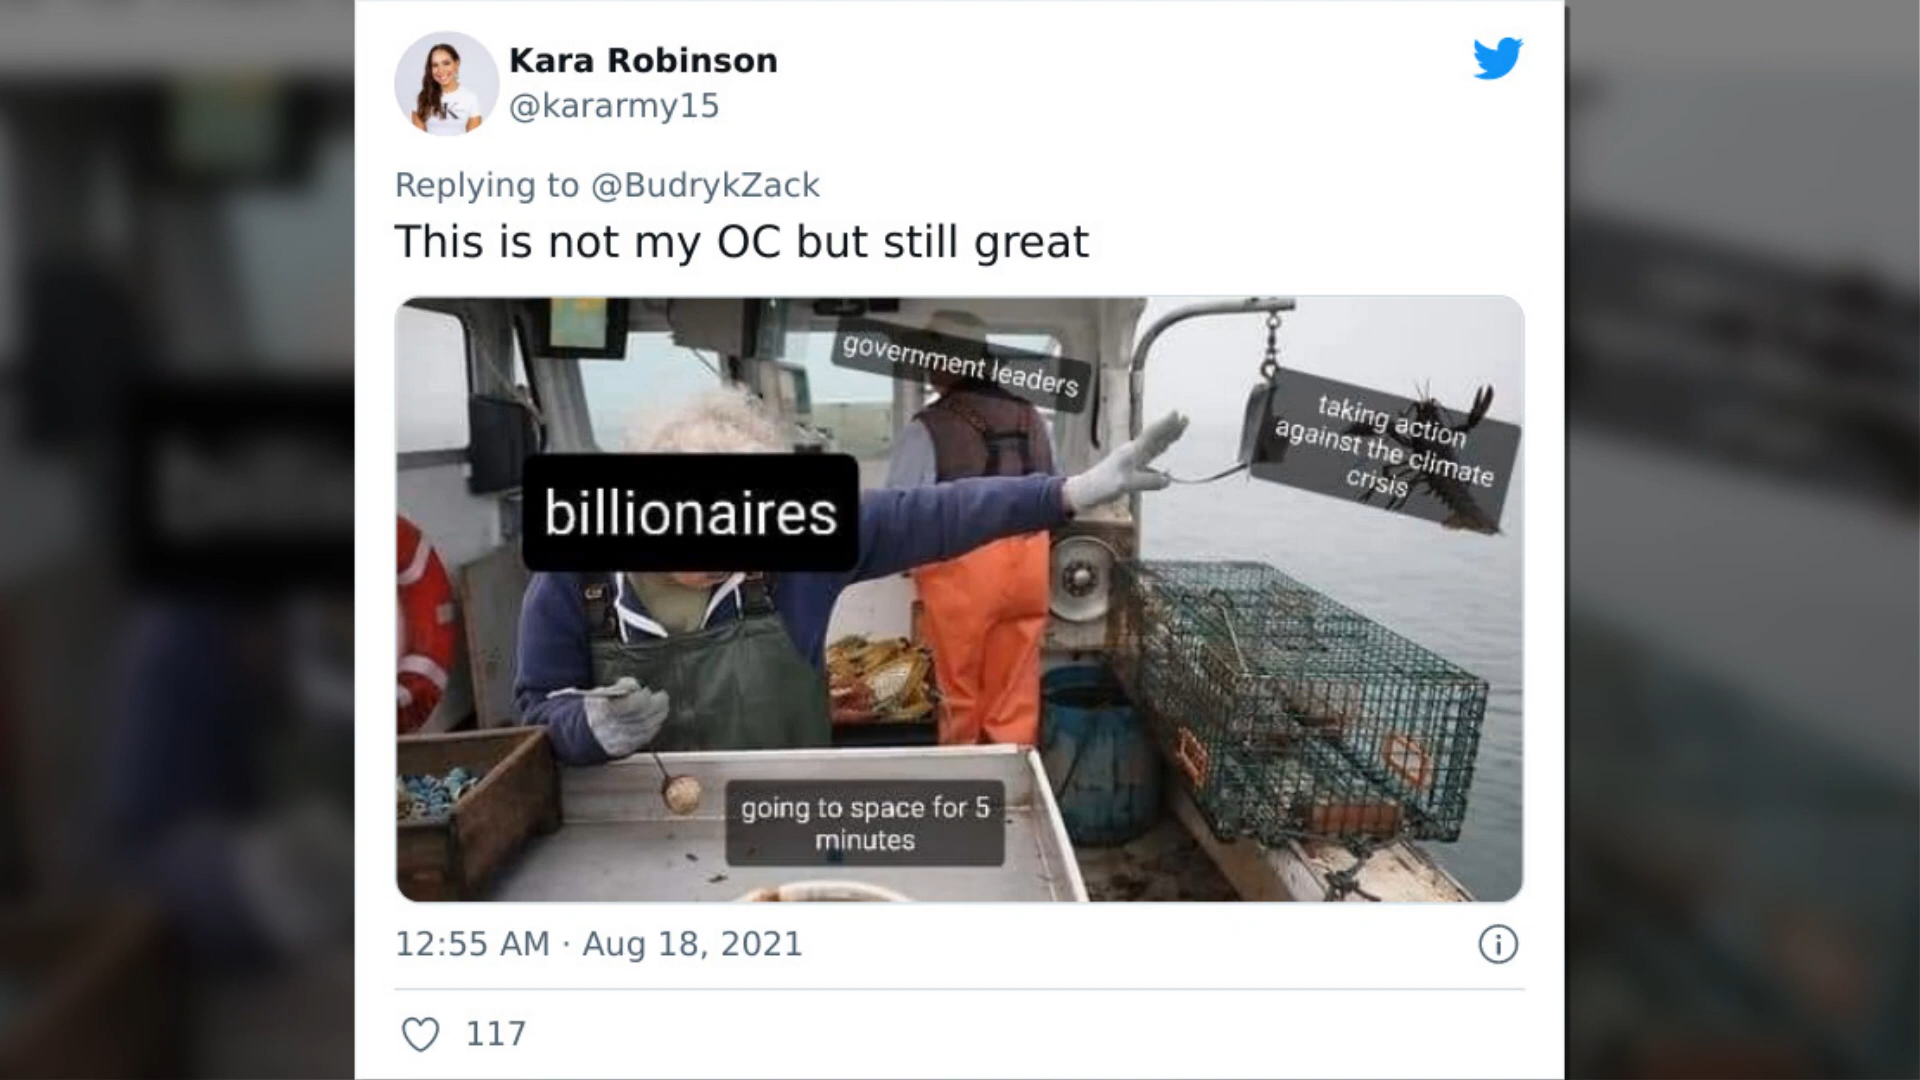 Kara Robinson
@kararmy15
Replying to @BudrykZack
This is not my OC but still great
government leaders
taking action
against the climate
crisis
billionaires
going to space for 5
minutes
12:55 AM · Aug 18, 2021
117